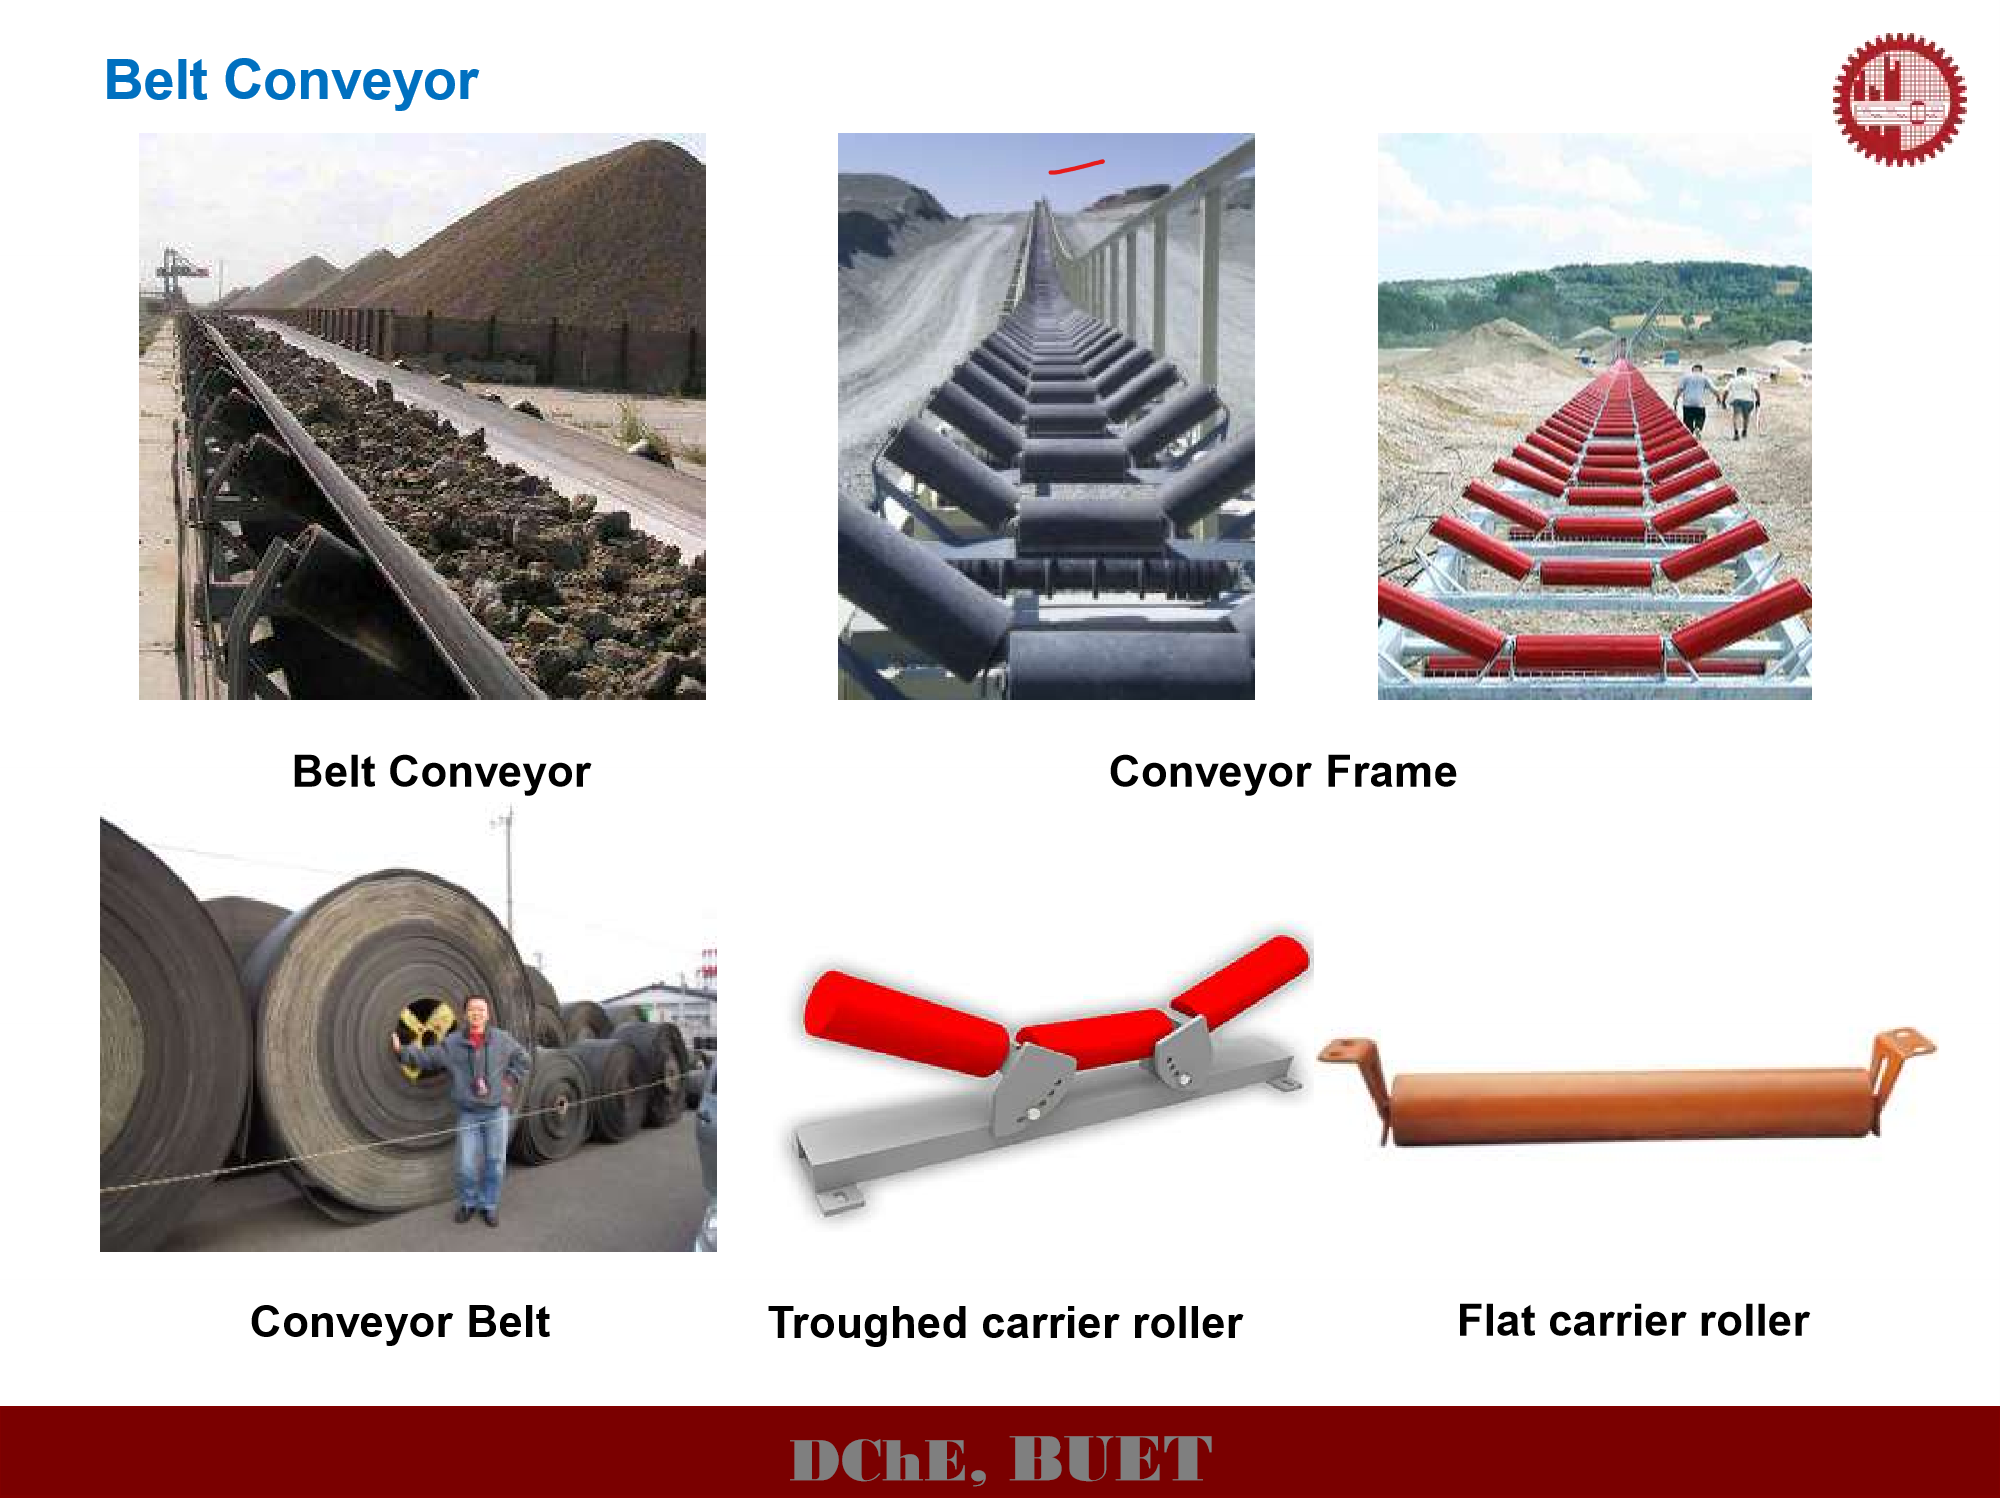 Belt Conveyor
Belt Conveyor
Conveyor Frame
Conveyor Belt
Troughed carrier roller
Flat carrier roller
DChE, BUET